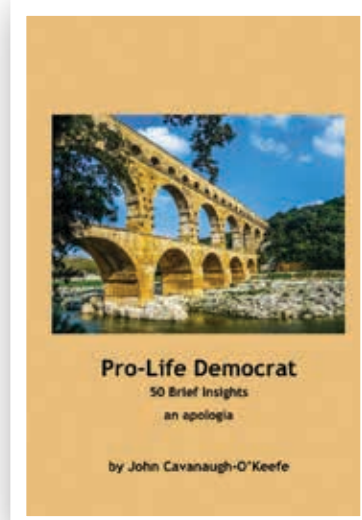 Pro-Life Democrat
50 Brief Insights
an apologia
by John Cavanaugh-O'Keefe